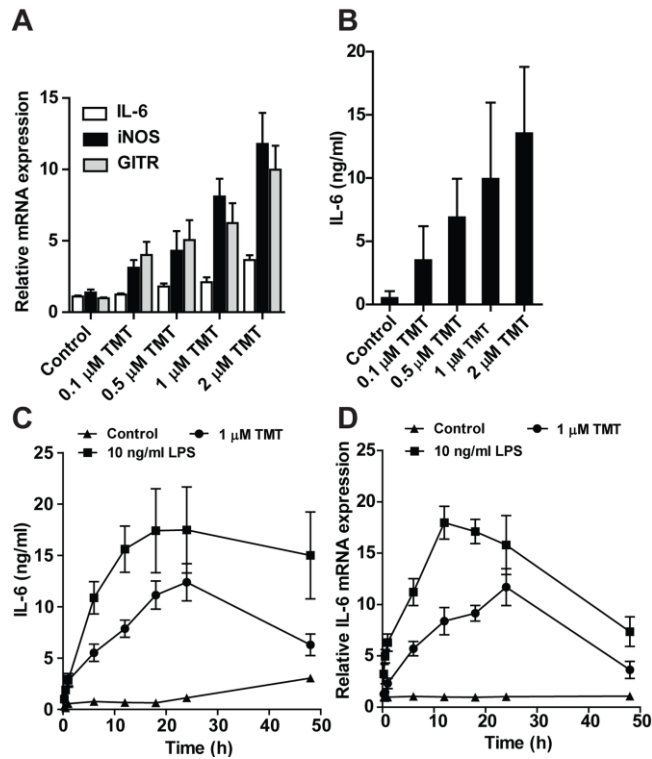 A
Relative mRNA expression
15
10
5
0
IL-6
iNOS
GITR
Control
0.1 μM TMT
0.5 μM TMT
1 μM TMT
2 μM TMT
B
IL-6 (ng/ml)
20
15
10
5
0
Control
0.1 μM TMT
0.5 μM TMT
1 μM TMT
2 μM TMT
C
Control
1 μM TMT
10 ng/ml LPS
IL-6 (ng/ml)
25
20
15
10
5
0
0 10 20 30 40 50
Time (h)
D
Control
1 μM TMT
10 ng/ml LPS
Relative IL-6 mRNA expression
25
20
15
10
5
0
0 10 20 30 40 50
Time (h)